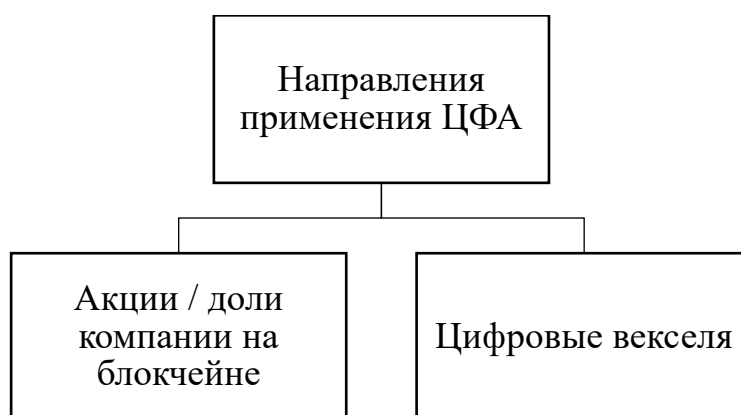 Направления
применения ЦФА
Акции / доли
компании на
блокчейне
Цифровые векселя